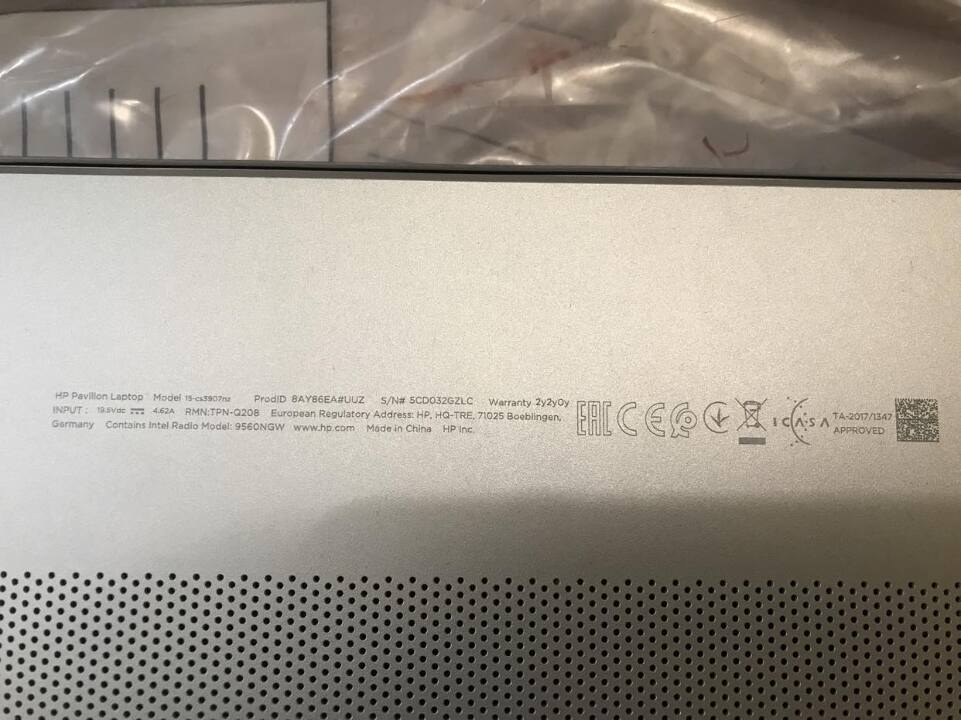 HP Pavilion Laptop Model 15-cs3907nz ProdID 8AY86EA#UUZ S/N# 5CD032GZLC Warranty 2y2y0y
INPUT : 19.5Vdc 4.62A RMN:TPN-Q208 European Regulatory Address: HP, HQ-TRE, 71025 Boeblingen,
Germany Contains Intel Radio Model: 9560NGW www.hp.com Made in China HP Inc.
EAC CE
ICASA
TA-2017/1347
APPROVED